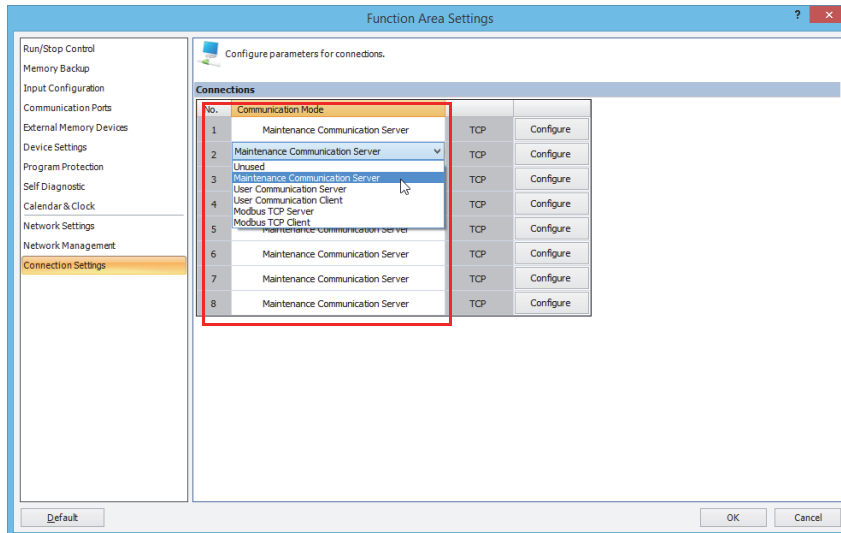 Function Area Settings
?
×
Run/Stop Control
Memory Backup
Input Configuration
Communication Ports
External Memory Devices
Device Settings
Program Protection
Self Diagnostic
Calendar & Clock
Network Settings
Network Management
Connection Settings
Configure parameters for connections.
Connections
No. Communication Mode
1 Maintenance Communication Server TCP Configure
2 Maintenance Communication Server TCP Configure
Unused
Maintenance Communication Server
User Communication Server
User Communication Client
Modbus TCP Server
Modbus TCP Client
3 TCP Configure
4 TCP Configure
5 Maintenance Communication Server TCP Configure
6 Maintenance Communication Server TCP Configure
7 Maintenance Communication Server TCP Configure
8 Maintenance Communication Server TCP Configure
Default
OK
Cancel